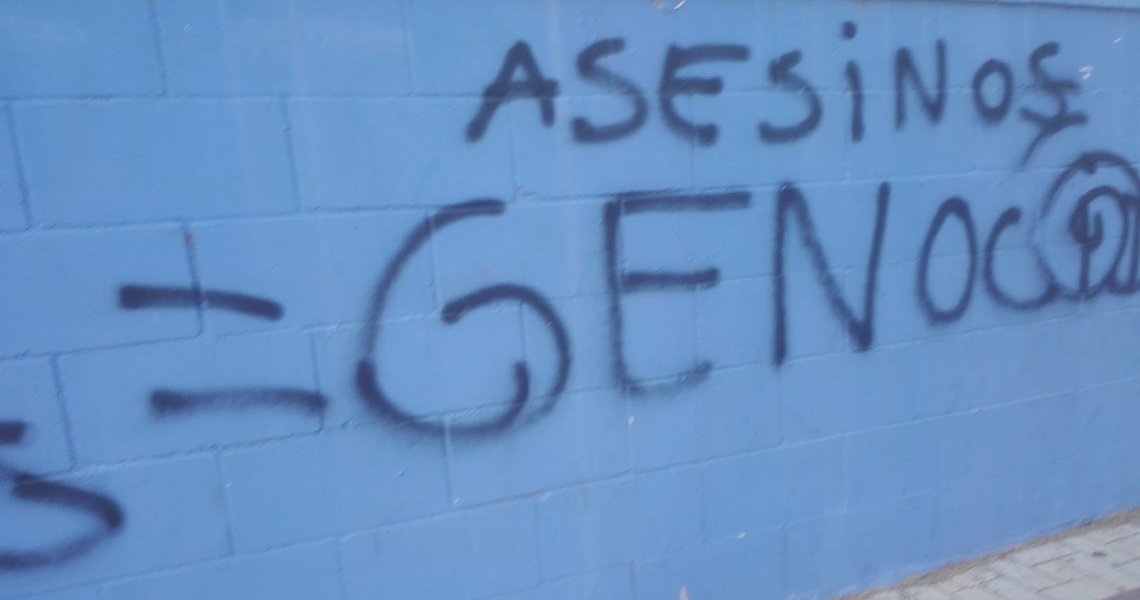 ASESiNOS
S = GENOC